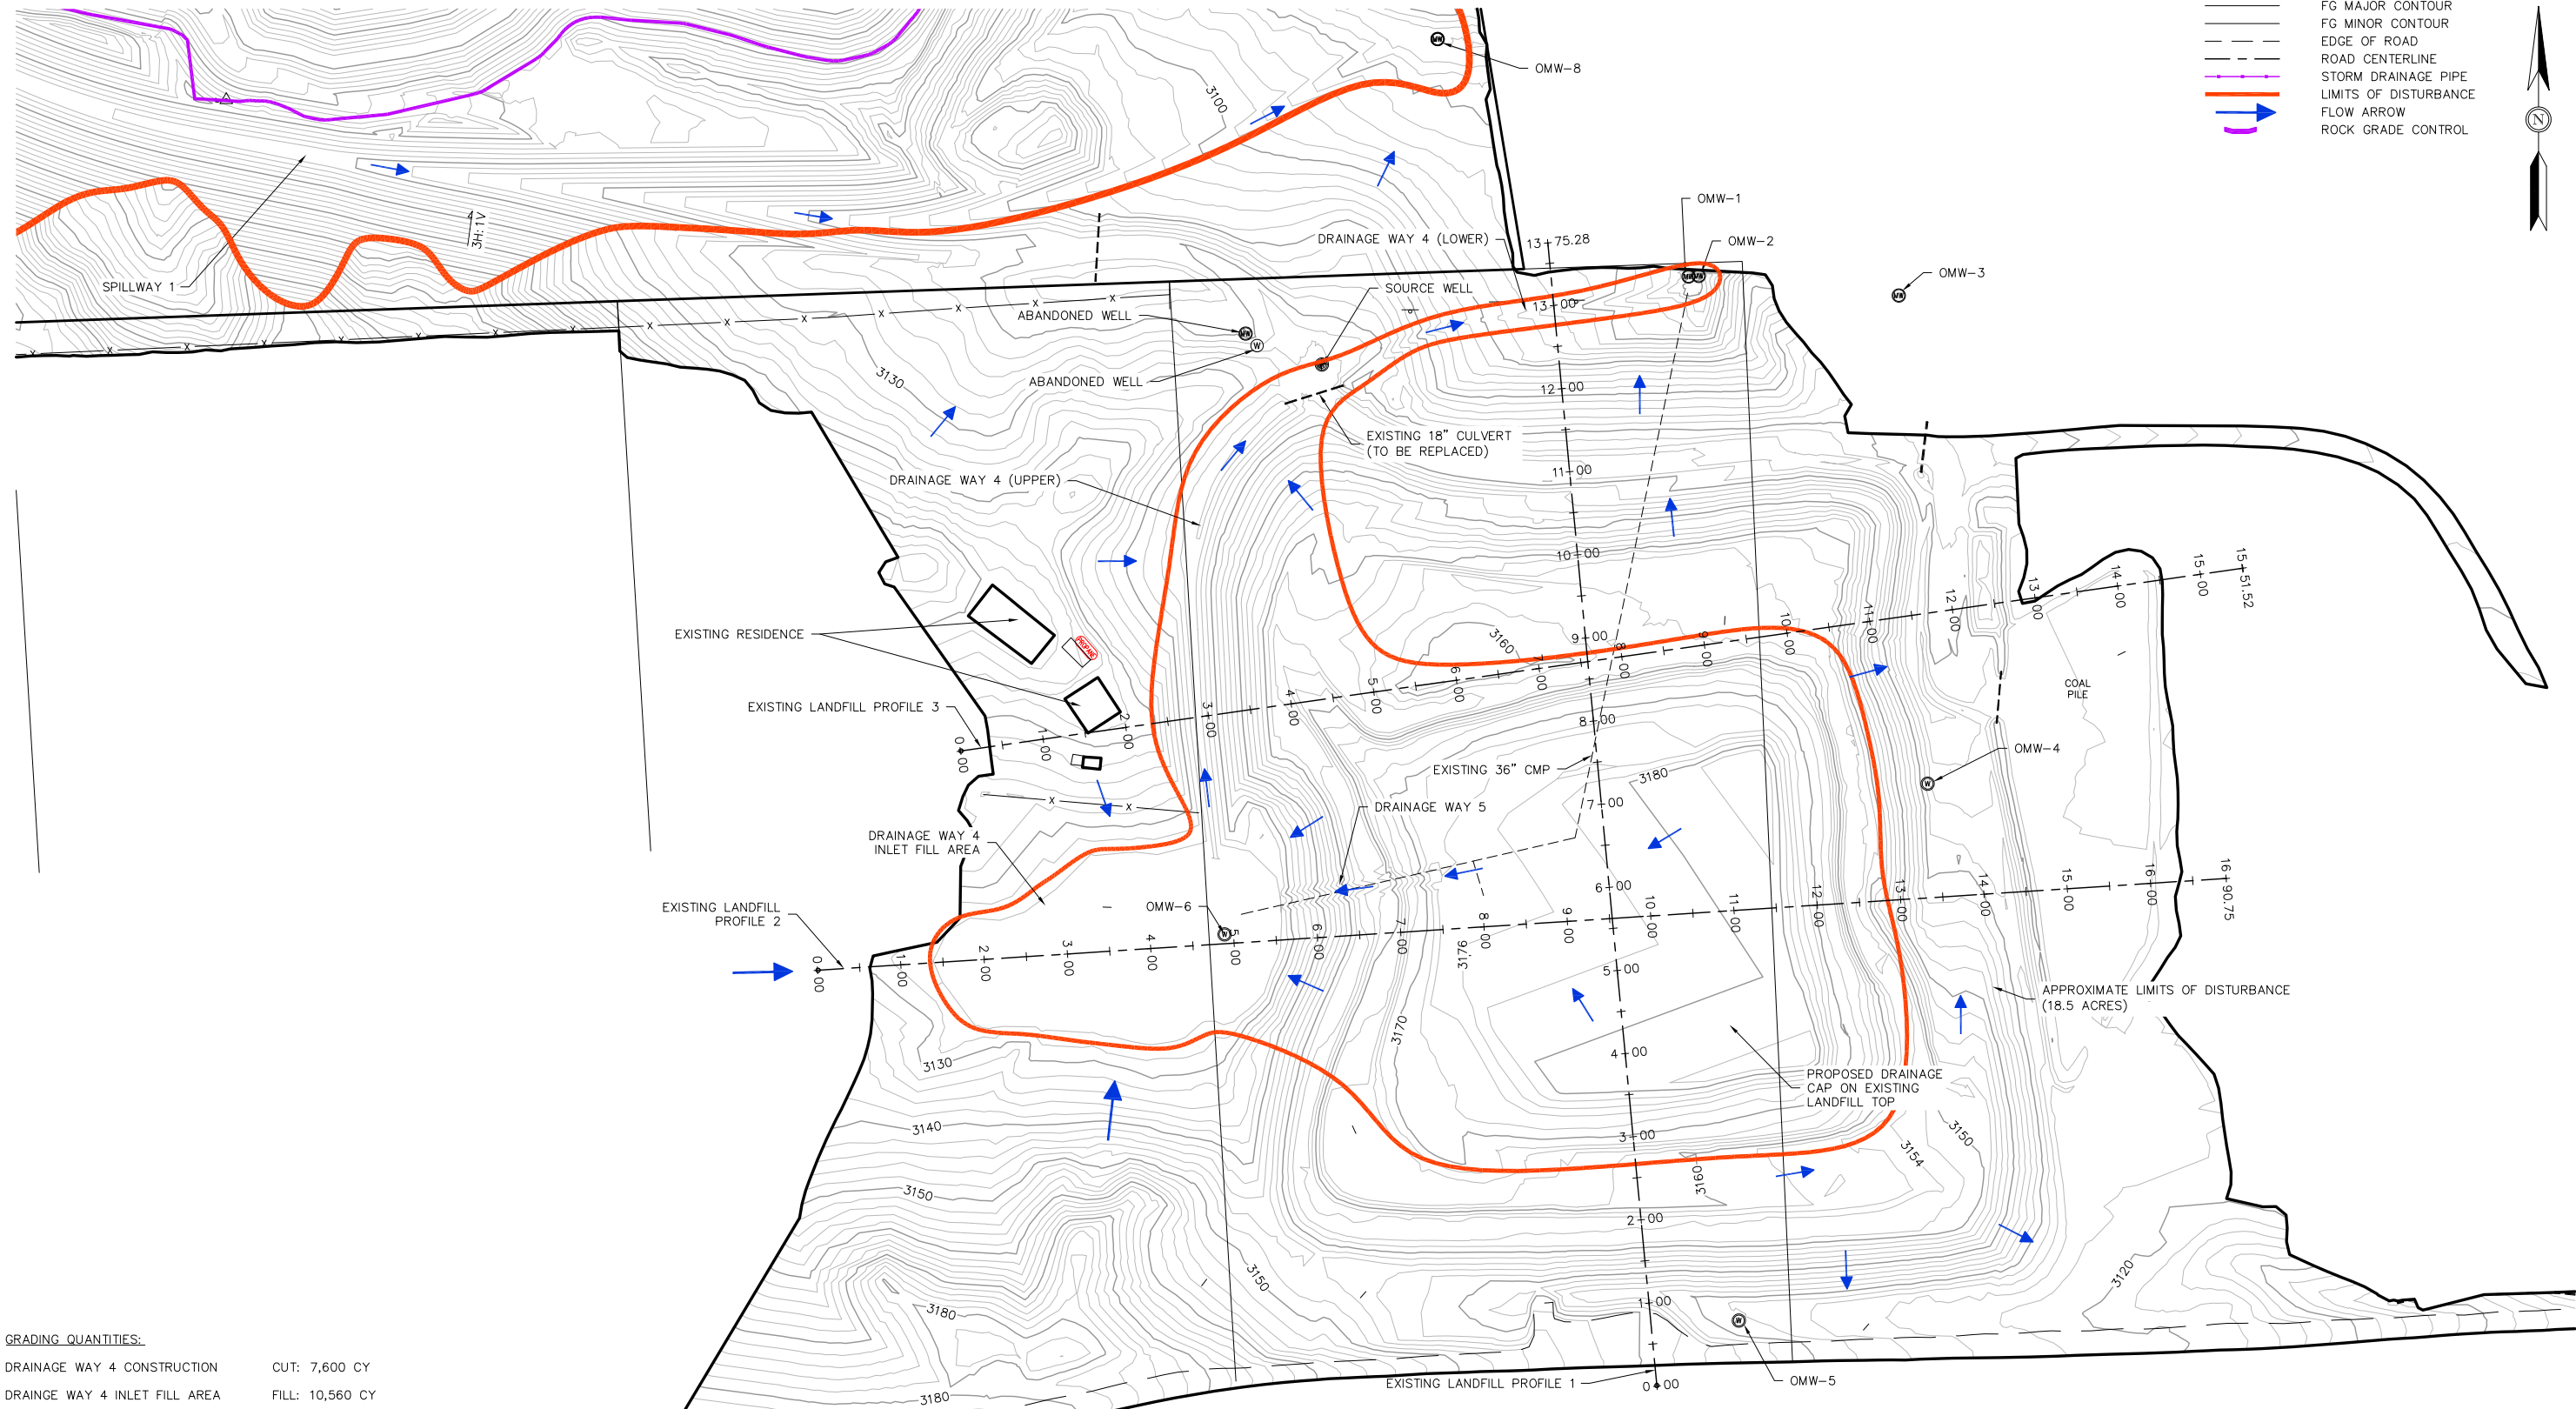 FG MAJOR CONTOUR
FG MINOR CONTOUR
EDGE OF ROAD
ROAD CENTERLINE
STORM DRAINAGE PIPE
LIMITS OF DISTURBANCE
FLOW ARROW
ROCK GRADE CONTROL
N
OMW-8
3100
OMW-1
OMW-2
OMW-3
DRAINAGE WAY 4 (LOWER)
13+75.28
SPILLWAY 1
4
3H:1V
SOURCE WELL
ABANDONED WELL
ABANDONED WELL
3130
13+00
12+00
EXISTING 18" CULVERT
(TO BE REPLACED)
11+00
DRAINAGE WAY 4 (UPPER)
10+00
9+00
8+00
7+00
6+00
5+00
4+00
3+00
2+00
1+00
0+00
EXISTING RESIDENCE
PROPANE
3160
EXISTING LANDFILL PROFILE 3
0+00
1+00
2+00
3+00
4+00
5+00
6+00
7+00
8+00
9+00
10+00
11+00
12+00
13+00
14+00
15+00
15+51.52
COAL
PILE
OMW-4
EXISTING 36" CMP
3180
DRAINAGE WAY 5
DRAINAGE WAY 4
INLET FILL AREA
OMW-6
EXISTING LANDFILL
PROFILE 2
0+00
1+00
2+00
3+00
4+00
5+00
6+00
7+00
8+00
9+00
10+00
11+00
12+00
13+00
14+00
15+00
16+00
16+90.75
3176
3170
APPROXIMATE LIMITS OF DISTURBANCE
(18.5 ACRES)
PROPOSED DRAINAGE
CAP ON EXISTING
LANDFILL TOP
3130
3140
3150
3150
3154
3160
3150
3120
3180
3180
EXISTING LANDFILL PROFILE 1
OMW-5
GRADING QUANTITIES:
DRAINAGE WAY 4 CONSTRUCTION CUT: 7,600 CY
DRAINGE WAY 4 INLET FILL AREA FILL: 10,560 CY